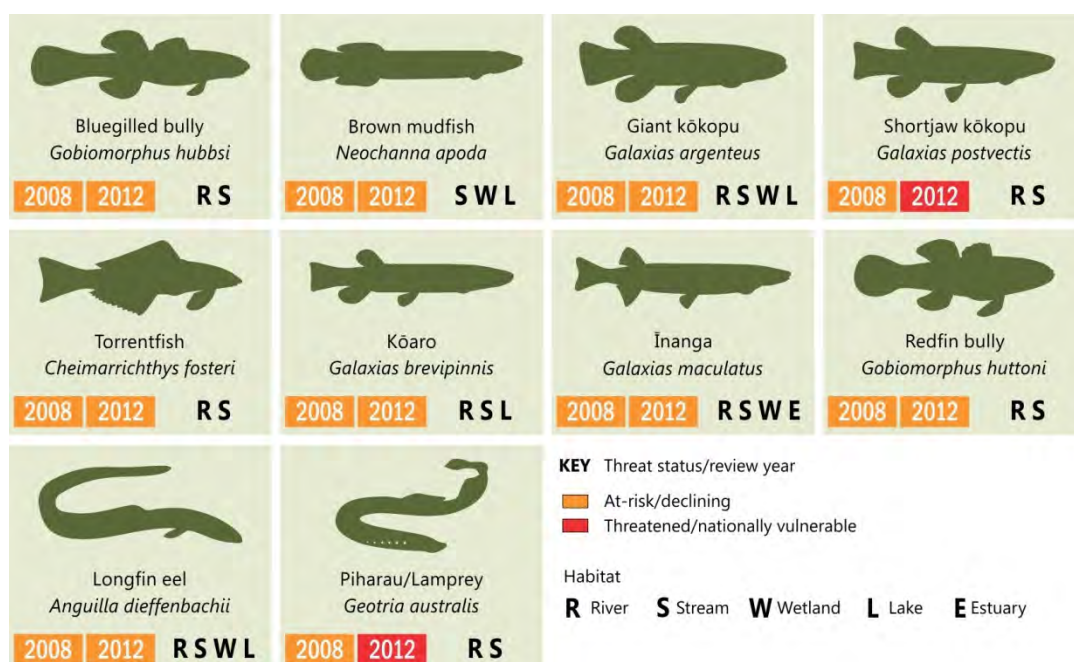 Bluegilled bully
Gobiomorphus hubbsi
2008 2012 R S
Brown mudfish
Neochanna apoda
2008 2012 S W L
Giant kōkopu
Galaxias argenteus
2008 2012 R S W L
Shortjaw kōkopu
Galaxias postvectis
2008 2012 R S
Torrentfish
Cheimarrichthys fosteri
2008 2012 R S
Kōaro
Galaxias brevipinnis
2008 2012 R S L
Īnanga
Galaxias maculatus
2008 2012 R S W E
Redfin bully
Gobiomorphus huttoni
2008 2012 R S
Longfin eel
Anguilla dieffenbachii
2008 2012 R S W L
Piharau/Lamprey
Geotria australis
2008 2012 R S
KEY Threat status/review year
At-risk/declining
Threatened/nationally vulnerable
Habitat
R River S Stream W Wetland L Lake E Estuary